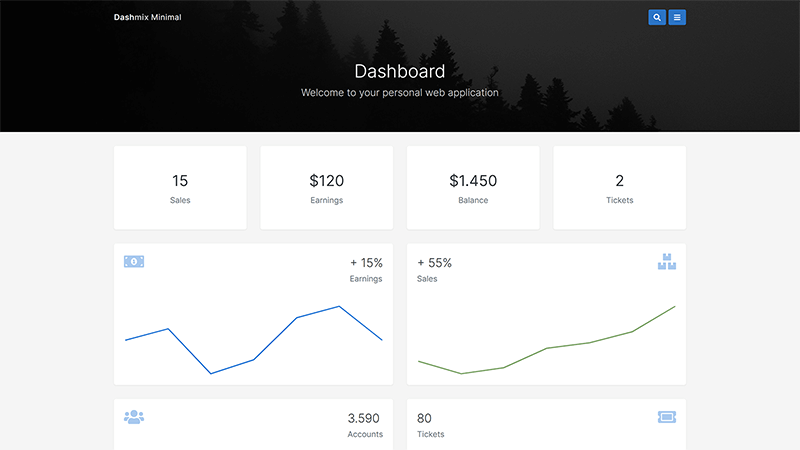 Dashmix Minimal
Dashboard
Welcome to your personal web application
15
Sales
$120
Earnings
$1.450
Balance
2
Tickets
+ 15%
Earnings
+ 55%
Sales
3.590
Accounts
80
Tickets